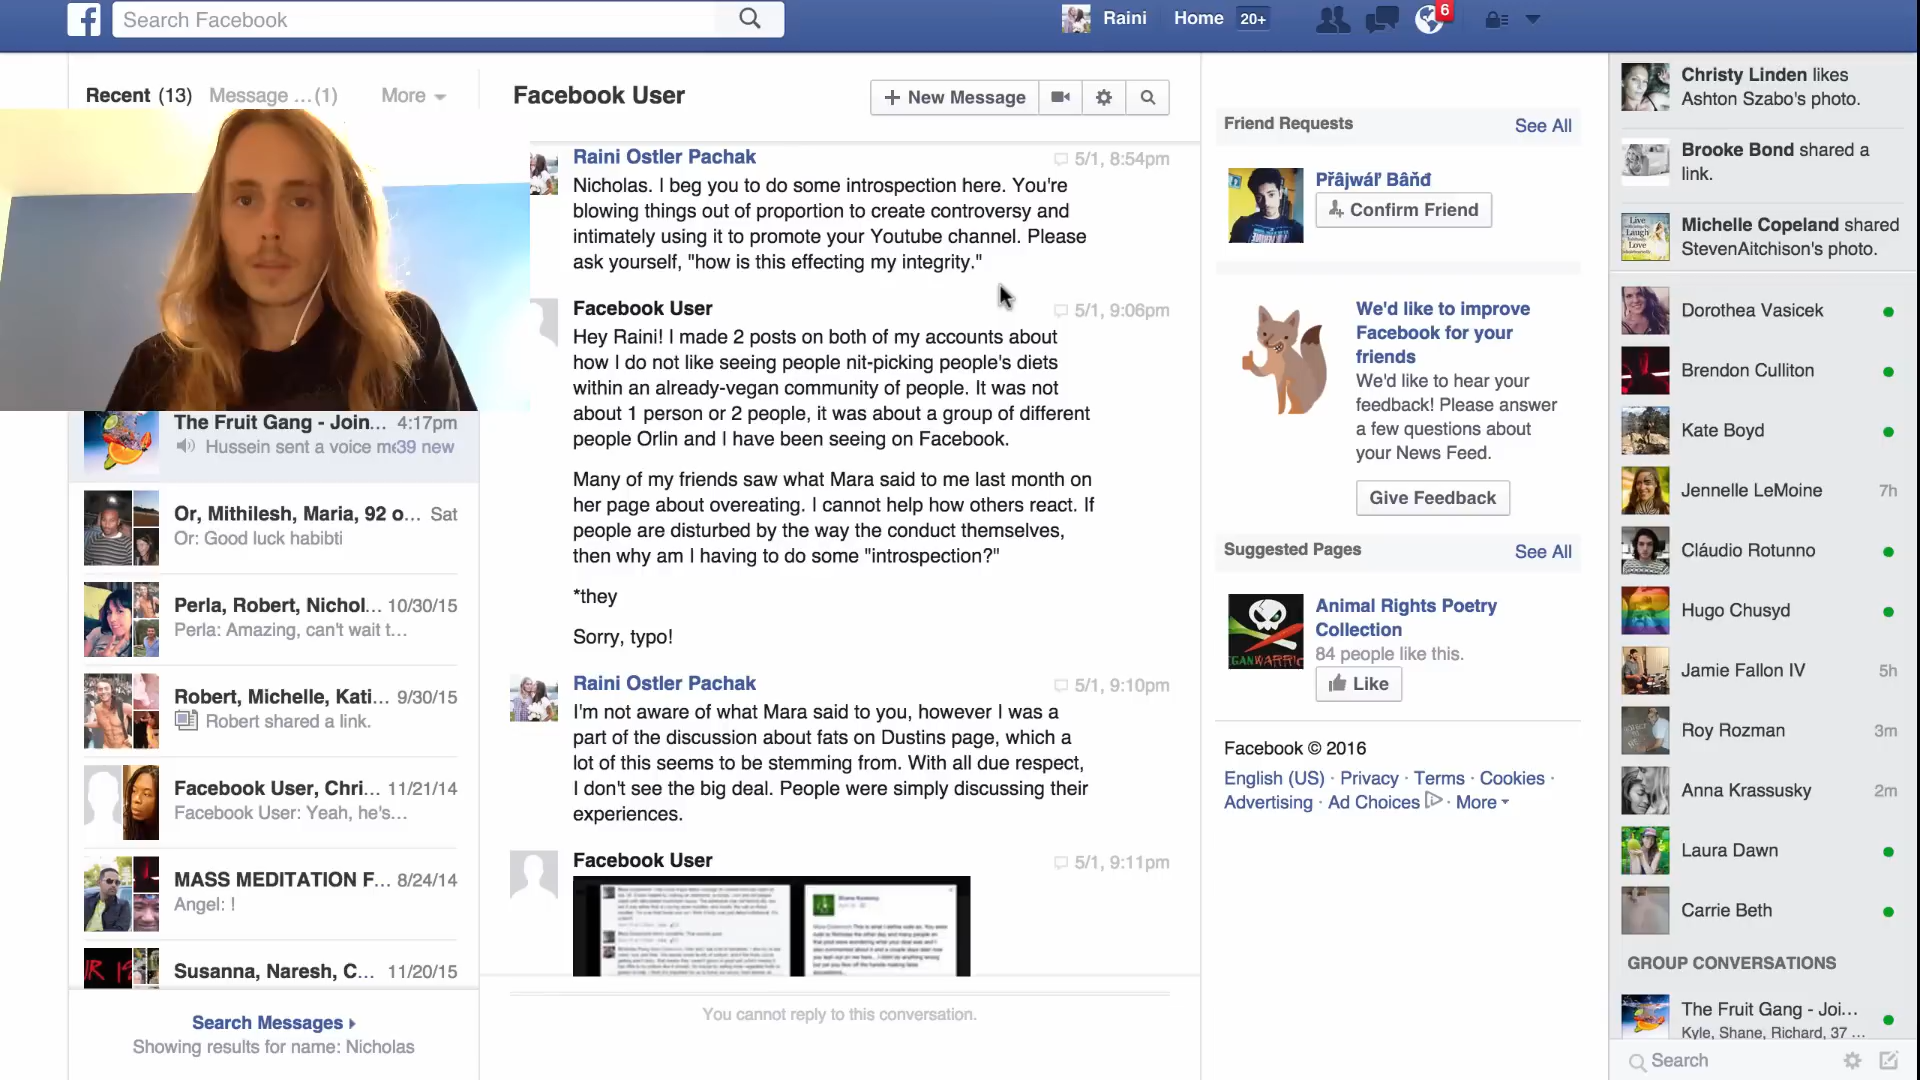 Search Facebook
Raini
Home 20+
6
Recent (13)
Message ...(1)
More
Facebook User
New Message
Raini Ostler Pachak
5/1, 8:54pm
Nicholas. I beg you to do some introspection here. You're
blowing things out of proportion to create controversy and
intimately using it to promote your Youtube channel. Please
ask yourself, "how is this effecting my integrity."
Facebook User
5/1, 9:06pm
Hey Raini! I made 2 posts on both of my accounts about
how I do not like seeing people nit-picking people's diets
within an already-vegan community of people. It was not
about 1 person or 2 people, it was about a group of different
people Orlin and I have been seeing on Facebook.
Many of my friends saw what Mara said to me last month on
her page about overeating. I cannot help how others react. If
people are disturbed by the way the conduct themselves,
then why am I having to do some "introspection?"
*they
Sorry, typo!
Raini Ostler Pachak
5/1, 9:10pm
I'm not aware of what Mara said to you, however I was a
part of the discussion about fats on Dustins page, which a
lot of this seems to be stemming from. With all due respect,
I don't see the big deal. People were simply discussing their
experiences.
Facebook User
5/1, 9:11pm
You cannot reply to this conversation.
The Fruit Gang - Join... 4:17pm
Hussein sent a voice me 39 new
Or, Mithilesh, Maria, 92 o... Sat
Or: Good luck habibti
Perla, Robert, Nichol... 10/30/15
Perla: Amazing, can't wait t...
Robert, Michelle, Kati... 9/30/15
Robert shared a link.
Facebook User, Chri... 11/21/14
Facebook User: Yeah, he's...
MASS MEDITATION F... 8/24/14
Angel: !
Susanna, Naresh, C... 11/20/15
Search Messages
Showing results for name: Nicholas
Friend Requests
See All
Přâjwáľ Bâñđ
Confirm Friend
We'd like to improve
Facebook for your
friends
We'd like to hear your
feedback! Please answer
a few questions about
your News Feed.
Give Feedback
Suggested Pages
See All
Animal Rights Poetry
Collection
84 people like this.
Like
Facebook © 2016
English (US) · Privacy · Terms · Cookies ·
Advertising · Ad Choices · More
Christy Linden likes
Ashton Szabo's photo.
Brooke Bond shared a
link.
Michelle Copeland shared
StevenAitchison's photo.
Dorothea Vasicek
Brendon Culliton
Kate Boyd
Jennelle LeMoine 7h
Cláudio Rotunno
Hugo Chusyd
Jamie Fallon IV 5h
Roy Rozman 3m
Anna Krassusky 2m
Laura Dawn
Carrie Beth
GROUP CONVERSATIONS
The Fruit Gang - Joi...
Kyle, Shane, Richard, 37 ...
Search